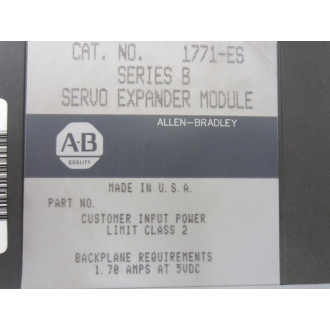 CAT. NO. 1771-ES
SERIES B
SERVO EXPANDER MODULE
ALLEN-BRADLEY
A-B
QUALITY
MADE IN U.S.A.
PART NO.
CUSTOMER INPUT POWER
LIMIT CLASS 2
BACKPLANE REQUIREMENTS
1.70 AMPS AT 5VDC